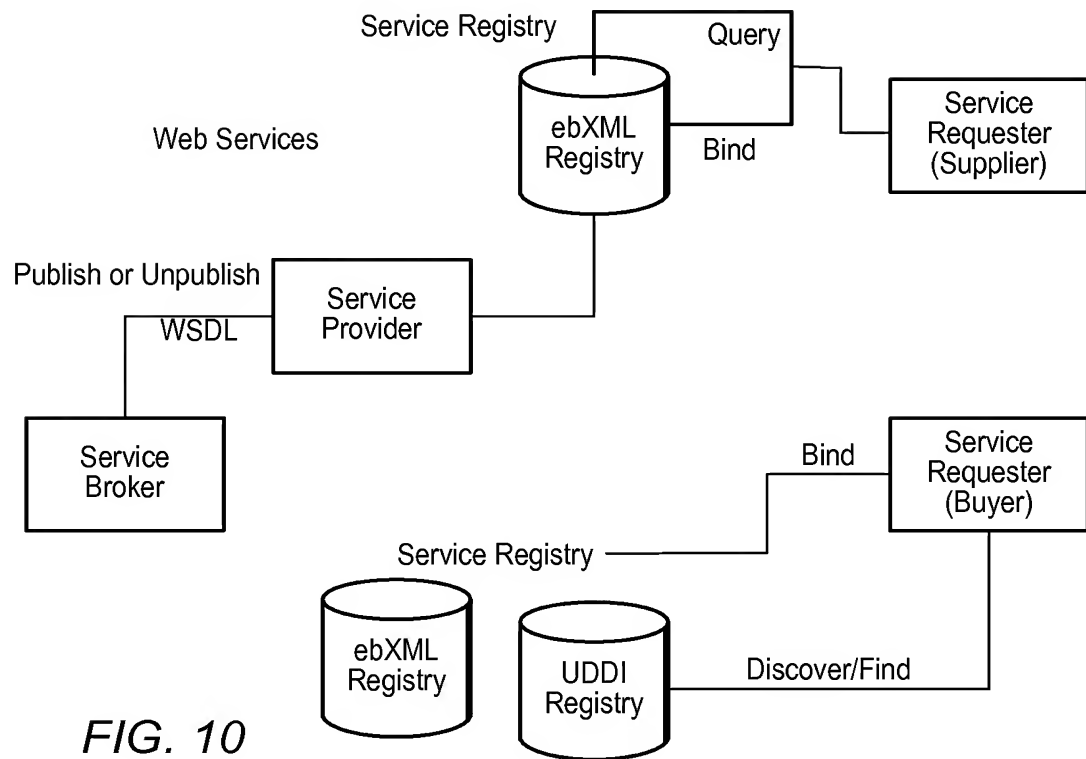 Service Registry
Query
ebXML
Registry
Bind
Service
Requester
(Supplier)
Web Services
Publish or Unpublish
WSDL
Service
Provider
Service
Broker
Bind
Service
Requester
(Buyer)
Service Registry
ebXML
Registry
UDDI
Registry
Discover/Find
FIG. 10